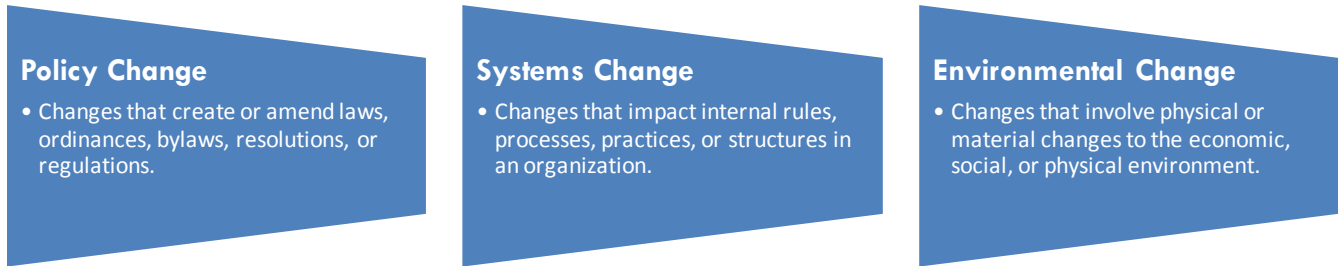 Policy Change
• Changes that create or amend laws,
ordinances, bylaws, resolutions, or
regulations.
Systems Change
• Changes that impact internal rules,
processes, practices, or structures in
an organization.
Environmental Change
• Changes that involve physical or
material changes to the economic,
social, or physical environment.